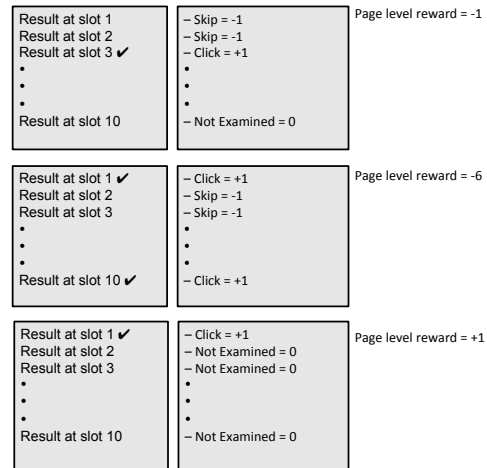 Result at slot 1
Result at slot 2
Result at slot 3 ✔
•
•
•
Result at slot 10
– Skip = -1
– Skip = -1
– Click = +1
•
•
•
– Not Examined = 0
Page level reward = -1
Result at slot 1 ✔
Result at slot 2
Result at slot 3
•
•
•
Result at slot 10 ✔
– Click = +1
– Skip = -1
– Skip = -1
•
•
•
– Click = +1
Page level reward = -6
Result at slot 1 ✔
Result at slot 2
Result at slot 3
•
•
•
Result at slot 10
– Click = +1
– Not Examined = 0
– Not Examined = 0
•
•
•
– Not Examined = 0
Page level reward = +1